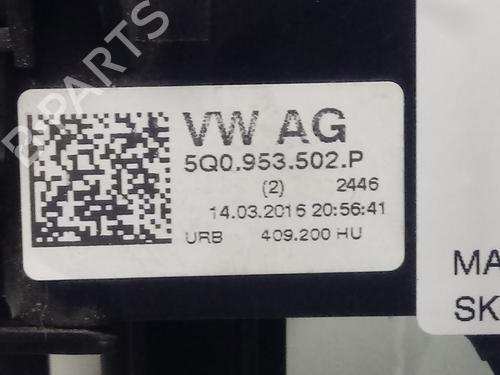 B-PARTS
VW AG
5Q0.953.502.P
(2) 2446
14.03.2016 20:56:41
URB 409.200 HU
MA
SK